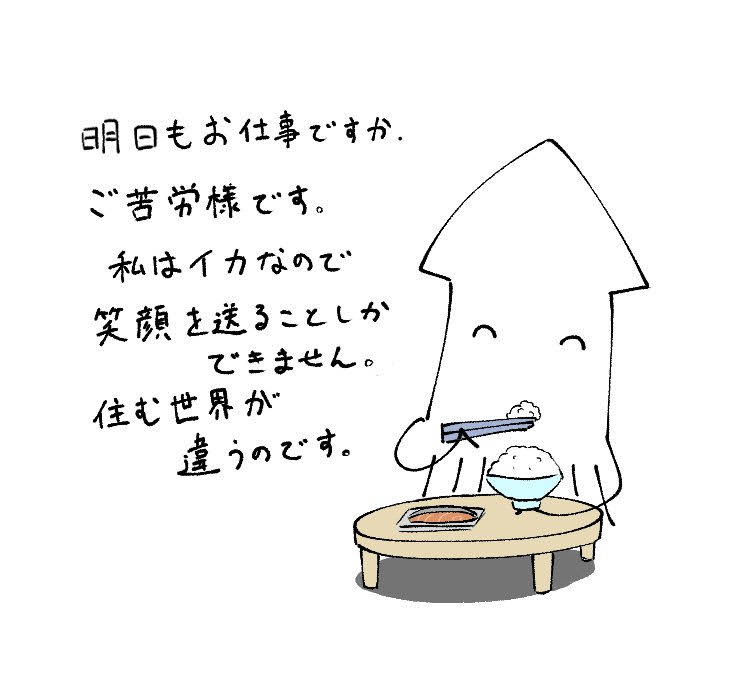 明日もお仕事ですか.
ご苦労様です。
私はイカなので
笑顔を送ることしか
できません。
住む世界が
違うのです。